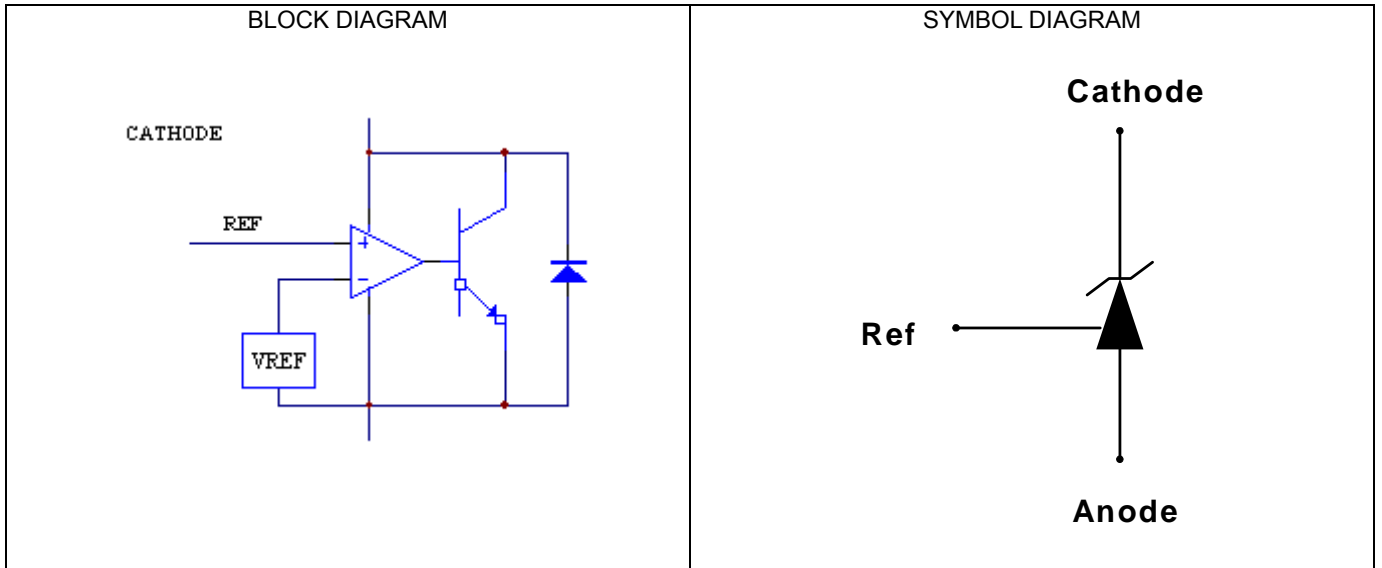 BLOCK DIAGRAM
CATHODE
REF
+
−
VREF
SYMBOL DIAGRAM
Cathode
Ref
Anode